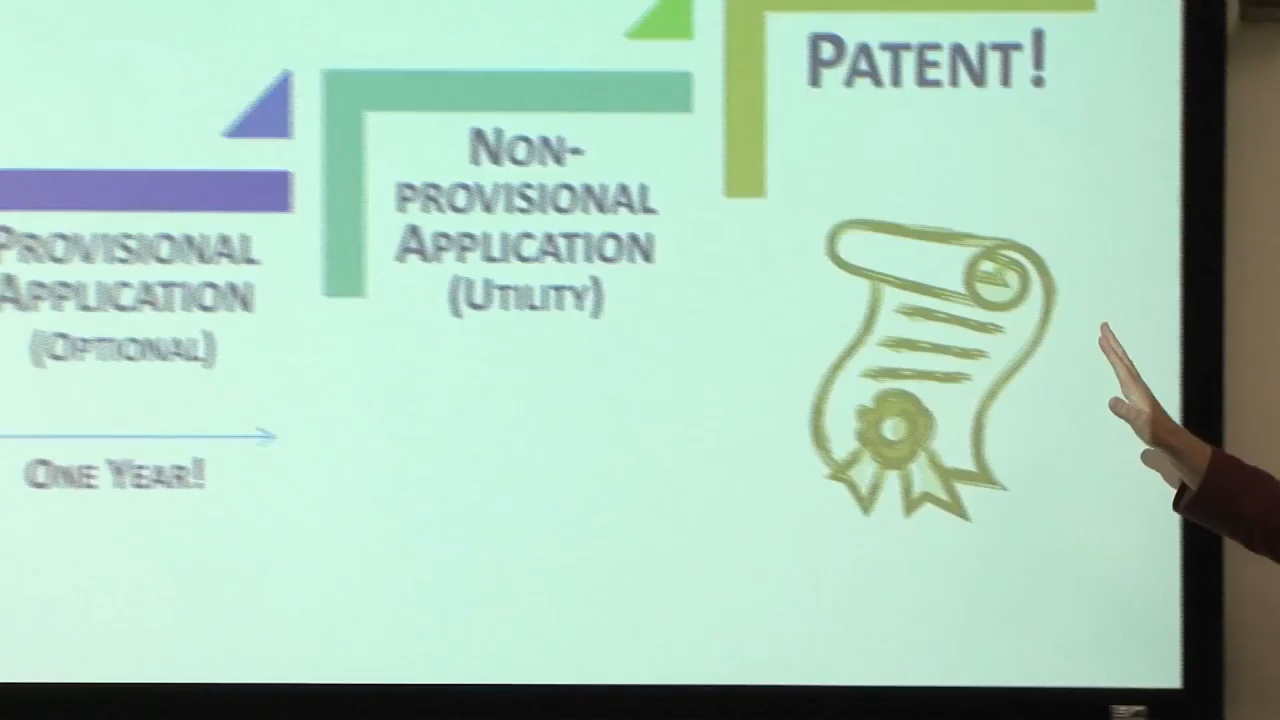 PATENT!
NON-
PROVISIONAL
APPLICATION
(UTILITY)
PROVISIONAL
APPLICATION
(OPTIONAL)
ONE YEAR!